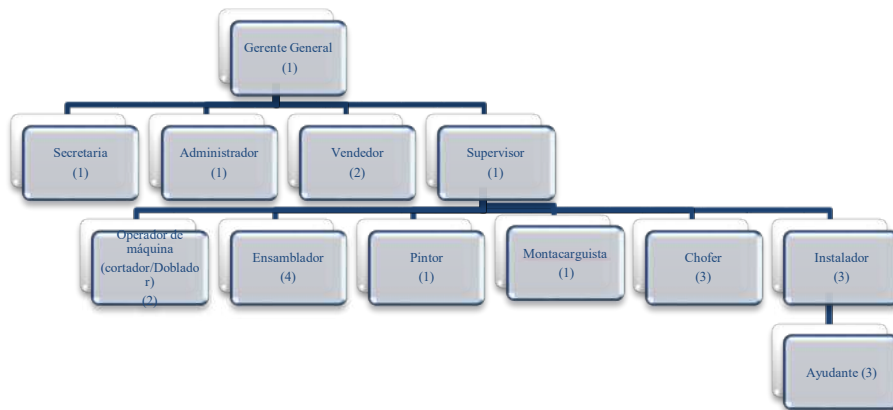 Gerente General
(1)
Secretaria
(1)
Administrador
(1)
Vendedor
(2)
Supervisor
(1)
Operador de
máquina
(cortador/Doblado
r)
(2)
Ensamblador
(4)
Pintor
(1)
Montacarguista
(1)
Chofer
(3)
Instalador
(3)
Ayudante (3)